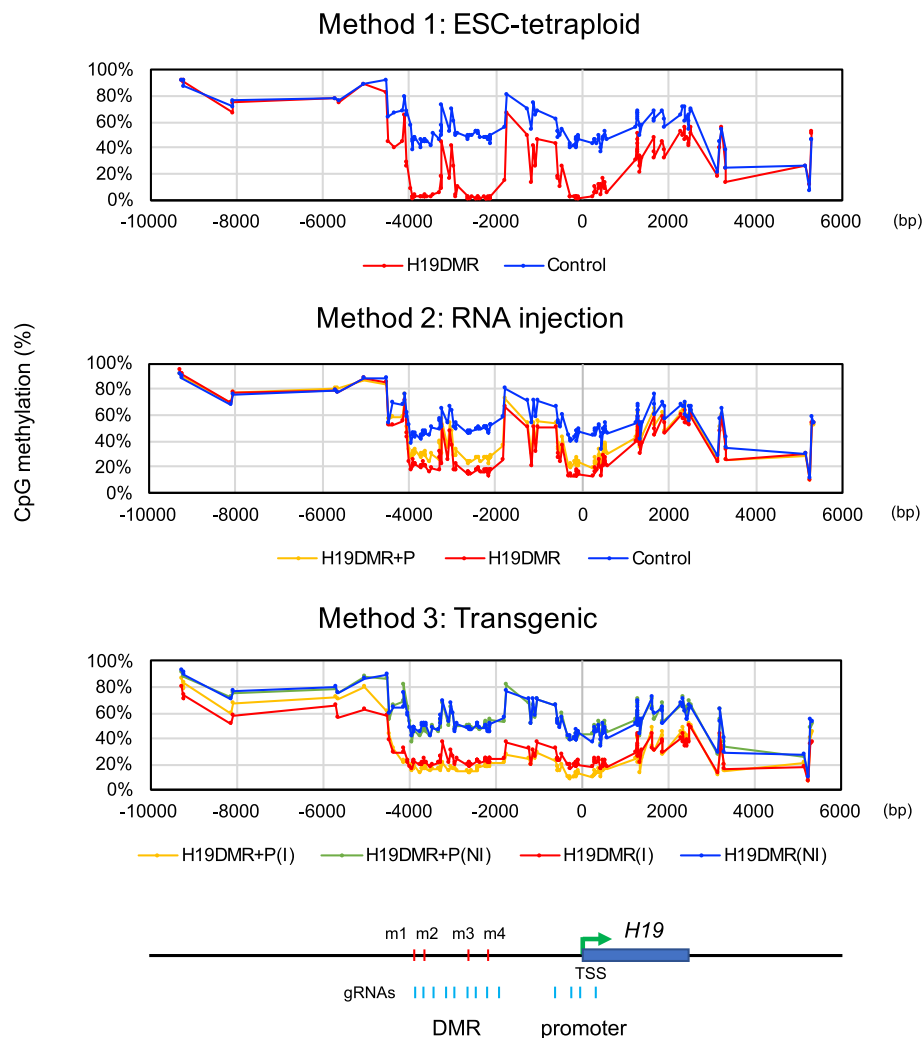 Method 1: ESC-tetraploid
100%
80%
60%
40%
20%
0%
-10000 -8000 -6000 -4000 -2000 0 2000 4000 6000 (bp)
H19DMR Control
CpG methylation (%)
Method 2: RNA injection
100%
80%
60%
40%
20%
0%
-10000 -8000 -6000 -4000 -2000 0 2000 4000 6000 (bp)
H19DMR+P H19DMR Control
Method 3: Transgenic
100%
80%
60%
40%
20%
0%
-10000 -8000 -6000 -4000 -2000 0 2000 4000 6000 (bp)
H19DMR+P(I) H19DMR+P(NI) H19DMR(I) H19DMR(NI)
m1 m2 m3 m4 H19
TSS
gRNAs
DMR promoter